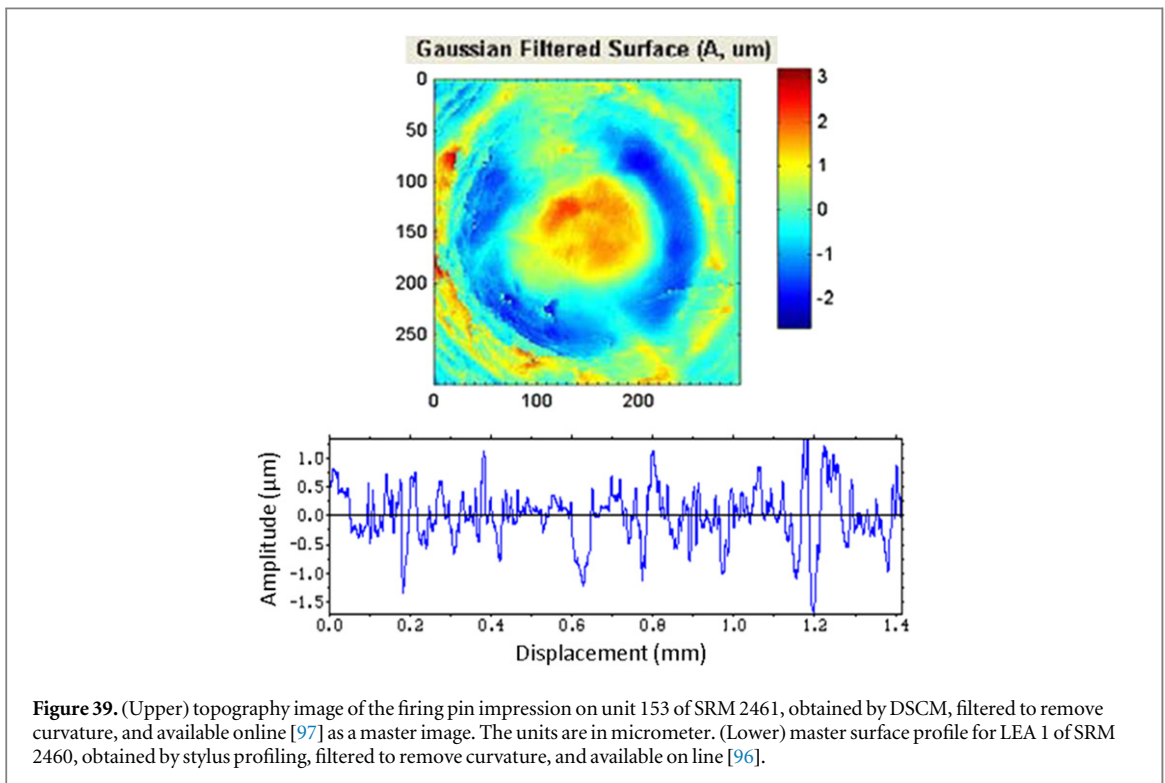 Gaussian Filtered Surface (A, um)
0
50
100
150
200
250
0 100 200
3
2
1
0
-1
-2
Amplitude (μm)
1.0
0.5
0.0
-0.5
-1.0
-1.5
0.0 0.2 0.4 0.6 0.8 1.0 1.2 1.4
Displacement (mm)
Figure 39. (Upper) topography image of the firing pin impression on unit 153 of SRM 2461, obtained by DSCM, filtered to remove
curvature, and available online [97] as a master image. The units are in micrometer. (Lower) master surface profile for LEA 1 of SRM
2460, obtained by stylus profiling, filtered to remove curvature, and available on line [96].